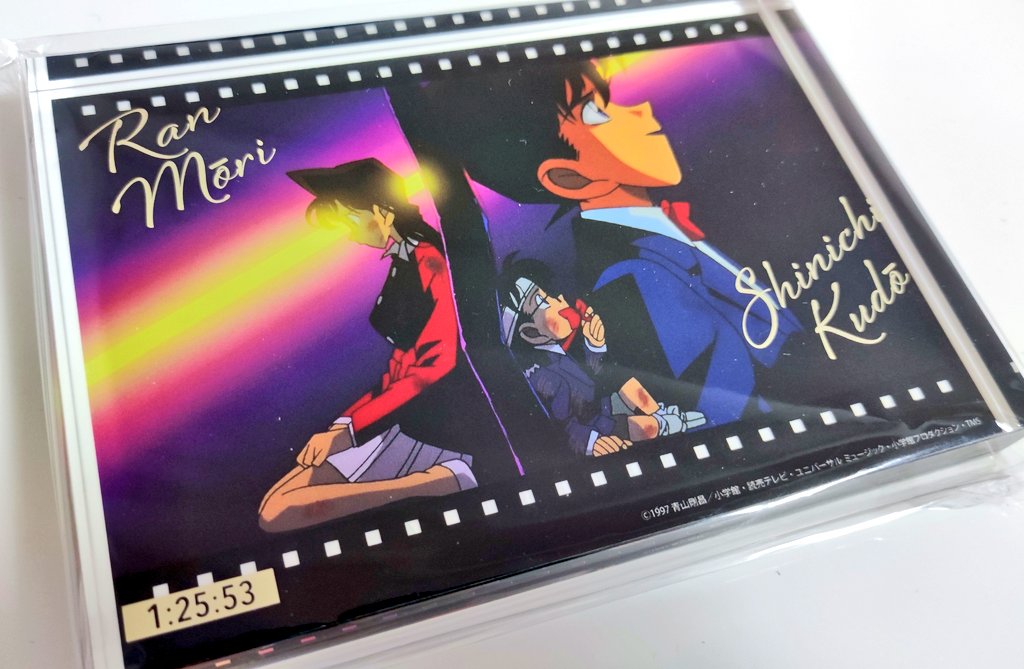 Ran
Mōri
Shinichi
Kudō
©1997 青山剛昌／小学館・読売テレビ・ユニバーサル ミュージック・小学館プロダクション・TMS
1:25:53